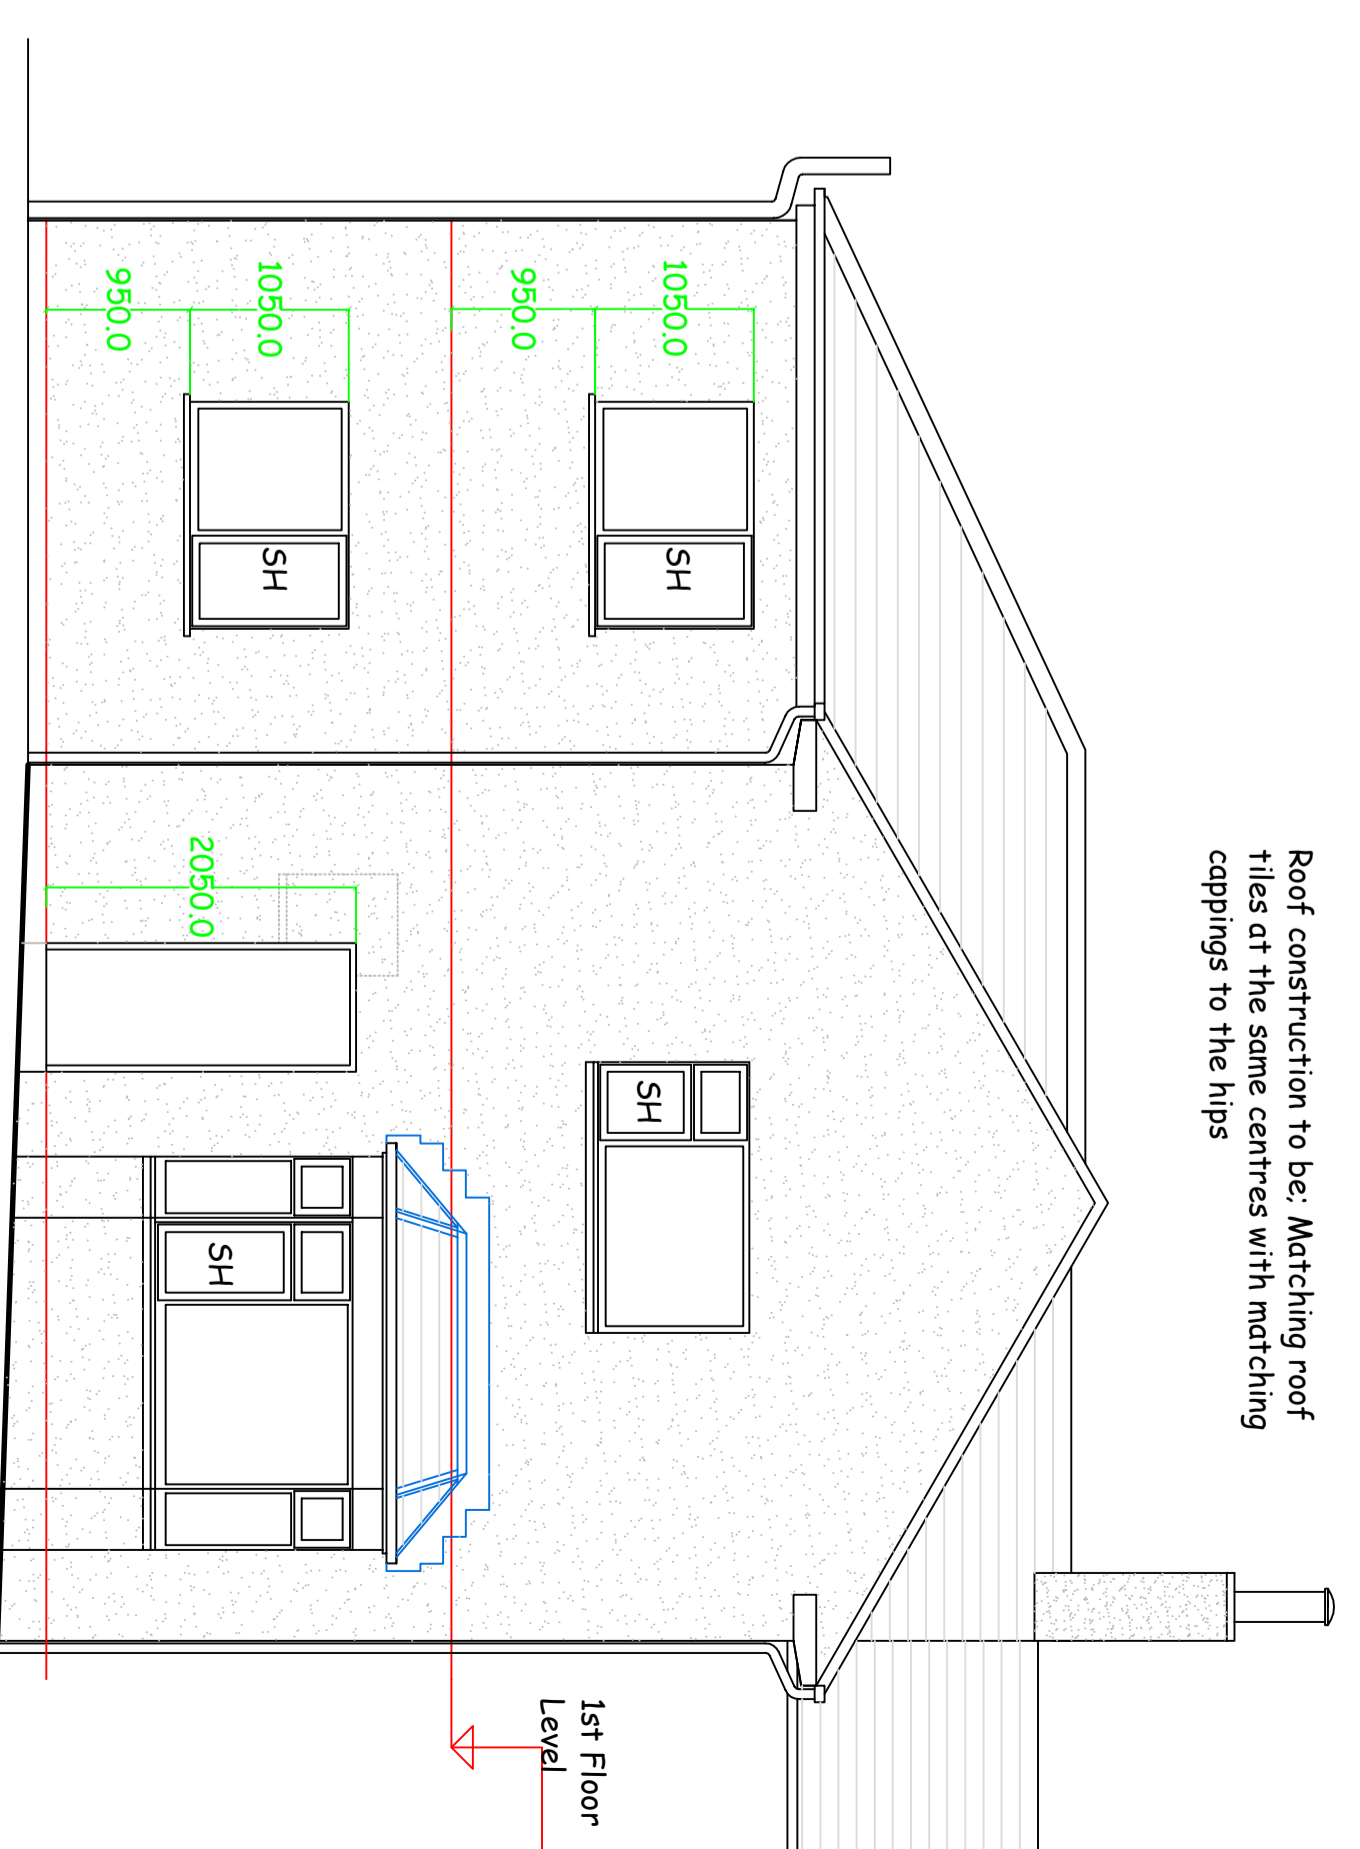 Roof construction to be; Matching roof
tiles at the same centres with matching
cappings to the hips
1050.0
950.0
SH
SH
1050.0
950.0
SH
2050.0
SH
1st Floor
Level